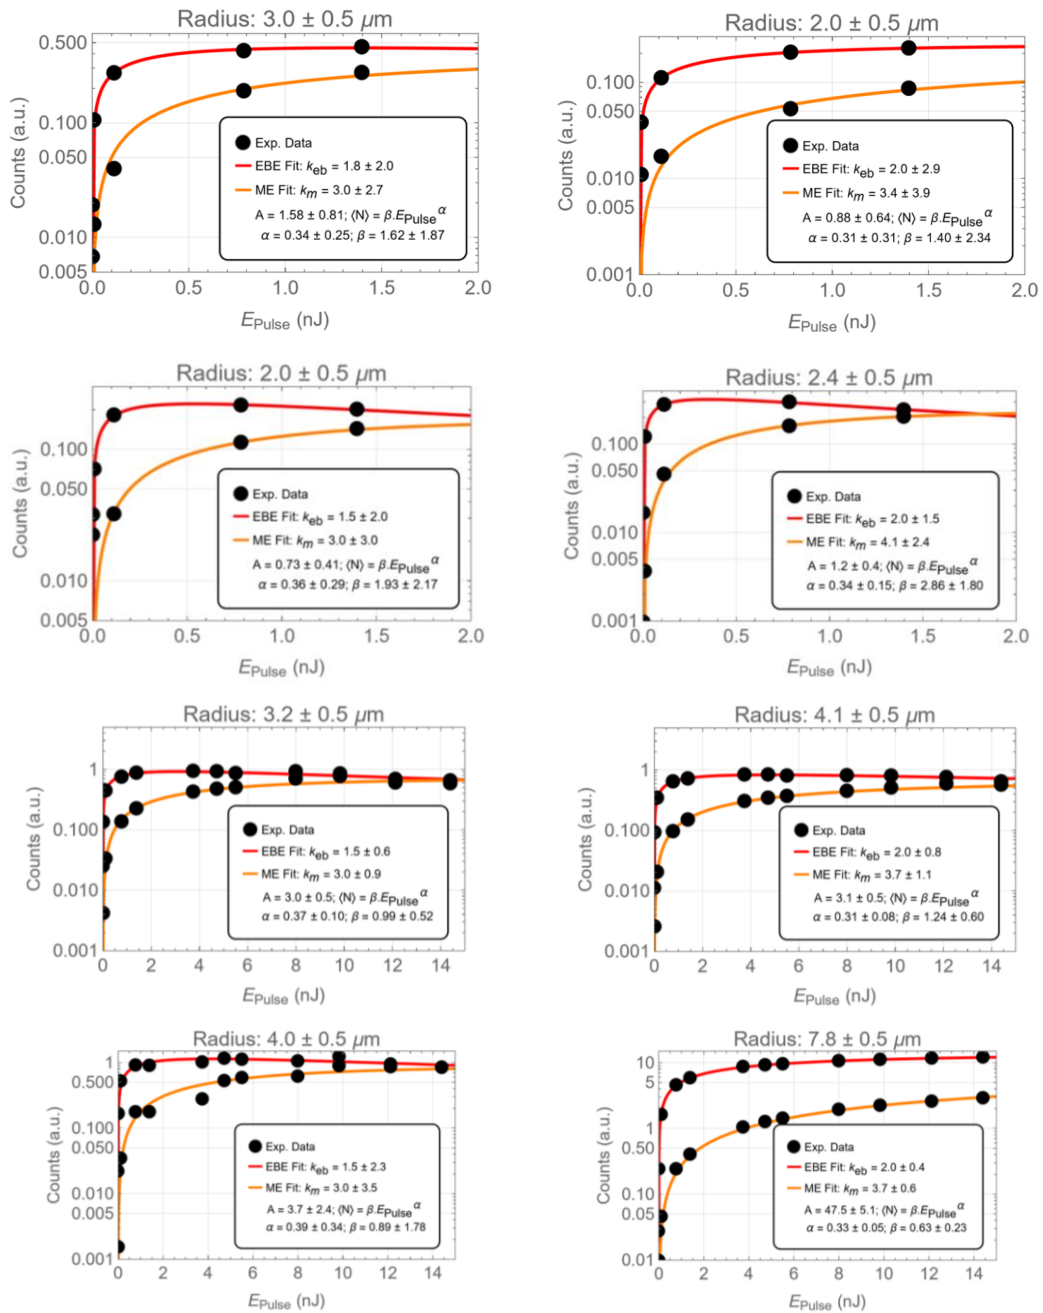 Radius: 3.0 ± 0.5 μm
0.500
0.100
0.050
0.010
0.005
Counts (a.u.)
Exp. Data
EBE Fit: keb = 1.8 ± 2.0
ME Fit: km = 3.0 ± 2.7
A = 1.58 ± 0.81; ⟨N⟩ = β.EPulse^α
α = 0.34 ± 0.25; β = 1.62 ± 1.87
0.0 0.5 1.0 1.5 2.0
EPulse (nJ)
Radius: 2.0 ± 0.5 μm
0.100
0.050
0.010
0.005
0.001
Counts (a.u.)
Exp. Data
EBE Fit: keb = 2.0 ± 2.9
ME Fit: km = 3.4 ± 3.9
A = 0.88 ± 0.64; ⟨N⟩ = β.EPulse^α
α = 0.31 ± 0.31; β = 1.40 ± 2.34
0.0 0.5 1.0 1.5 2.0
EPulse (nJ)
Radius: 2.0 ± 0.5 μm
0.100
0.050
0.010
0.005
Counts (a.u.)
Exp. Data
EBE Fit: keb = 1.5 ± 2.0
ME Fit: km = 3.0 ± 3.0
A = 0.73 ± 0.41; ⟨N⟩ = β.EPulse^α
α = 0.36 ± 0.29; β = 1.93 ± 2.17
0.0 0.5 1.0 1.5 2.0
EPulse (nJ)
Radius: 2.4 ± 0.5 μm
0.100
0.050
0.010
0.005
0.001
Counts (a.u.)
Exp. Data
EBE Fit: keb = 2.0 ± 1.5
ME Fit: km = 4.1 ± 2.4
A = 1.2 ± 0.4; ⟨N⟩ = β.EPulse^α
α = 0.34 ± 0.15; β = 2.86 ± 1.80
0.0 0.5 1.0 1.5 2.0
EPulse (nJ)
Radius: 3.2 ± 0.5 μm
1
0.100
0.010
0.001
Counts (a.u.)
Exp. Data
EBE Fit: keb = 1.5 ± 0.6
ME Fit: km = 3.0 ± 0.9
A = 3.0 ± 0.5; ⟨N⟩ = β.EPulse^α
α = 0.37 ± 0.10; β = 0.99 ± 0.52
0 2 4 6 8 10 12 14
EPulse (nJ)
Radius: 4.1 ± 0.5 μm
1
0.100
0.010
0.001
Counts (a.u.)
Exp. Data
EBE Fit: keb = 2.0 ± 0.8
ME Fit: km = 3.7 ± 1.1
A = 3.1 ± 0.5; ⟨N⟩ = β.EPulse^α
α = 0.31 ± 0.08; β = 1.24 ± 0.60
0 2 4 6 8 10 12 14
EPulse (nJ)
Radius: 4.0 ± 0.5 μm
1
0.500
0.100
0.050
0.010
0.005
0.001
Counts (a.u.)
Exp. Data
EBE Fit: keb = 1.5 ± 2.3
ME Fit: km = 3.0 ± 3.5
A = 3.7 ± 2.4; ⟨N⟩ = β.EPulse^α
α = 0.39 ± 0.34; β = 0.89 ± 1.78
0 2 4 6 8 10 12 14
EPulse (nJ)
Radius: 7.8 ± 0.5 μm
10
5
1
0.50
0.10
0.05
0.01
Counts (a.u.)
Exp. Data
EBE Fit: keb = 2.0 ± 0.4
ME Fit: km = 3.7 ± 0.6
A = 47.5 ± 5.1; ⟨N⟩ = β.EPulse^α
α = 0.33 ± 0.05; β = 0.63 ± 0.23
0 2 4 6 8 10 12 14
EPulse (nJ)